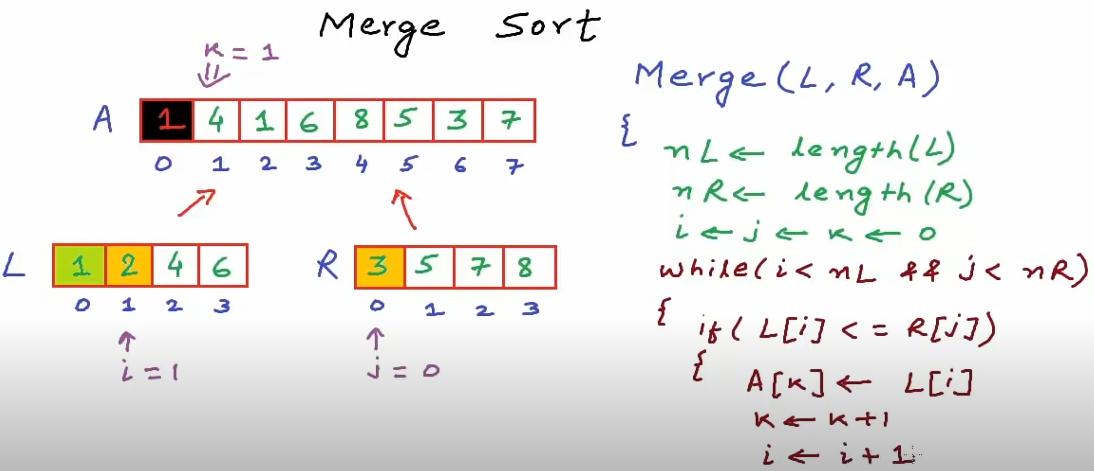 Merge Sort
k = 1
A 1 4 1 6 8 5 3 7
0 1 2 3 4 5 6 7
L 1 2 4 6
0 1 2 3
i = 1
R 3 5 7 8
0 1 2 3
j = 0
Merge(L, R, A)
{
nL ← length(L)
nR ← length(R)
i ← j ← k ← 0
while(i < nL && j < nR)
{ if( L[i] <= R[j])
{ A[k] ← L[i]
k ← k+1
i ← i + 1